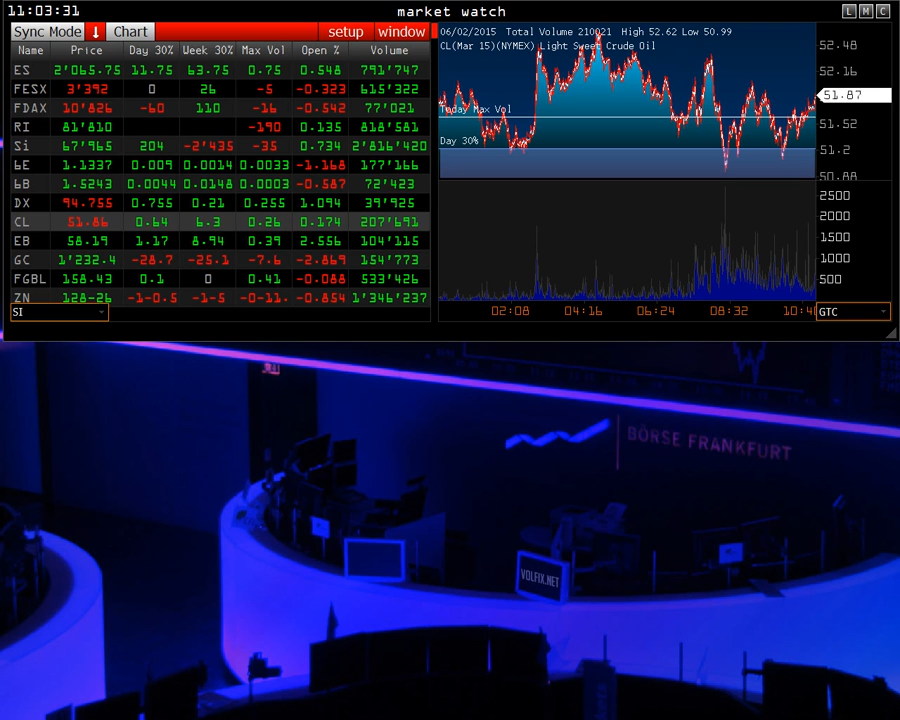 11:03:31 market watch L M C
Sync Mode ↓ Chart setup window
Name Price Day 30% Week 30% Max Vol Open % Volume
ES 2'065.75 11.75 63.75 0.75 0.548 791'747
FESX 3'392 0 26 -5 -0.323 615'322
FDAX 10'826 -60 110 -16 -0.542 77'021
RI 81'810 -190 0.135 818'581
Si 67'965 204 -2'435 -35 0.734 2'816'420
6E 1.1337 0.009 0.0014 0.0033 -1.168 177'166
6B 1.5243 0.0044 0.0148 0.0003 -0.587 72'423
DX 94.755 0.755 0.21 0.255 1.094 39'925
CL 51.86 0.64 6.3 0.26 0.174 207'691
EB 58.19 1.17 8.94 0.39 2.556 104'115
GC 1'232.4 -28.7 -25.1 -7.6 -2.869 154'773
FGBL 158.43 0.1 0 0.41 -0.088 533'426
ZN 128-26 -1-0.5 -1-5 -0-11. -0.854 1'346'237
SI
06/02/2015 Total Volume 210021 High 52.62 Low 50.99
CL(Mar 15)(NYMEX) Light Sweet Crude Oil
Today Max Vol
Day 30%
52.48
52.16
51.87
51.52
51.2
50.88
2500
2000
1500
1000
500
02:08 04:16 06:24 08:32 10:40
GTC
BÖRSE FRANKFURT
VOLFIX.NET